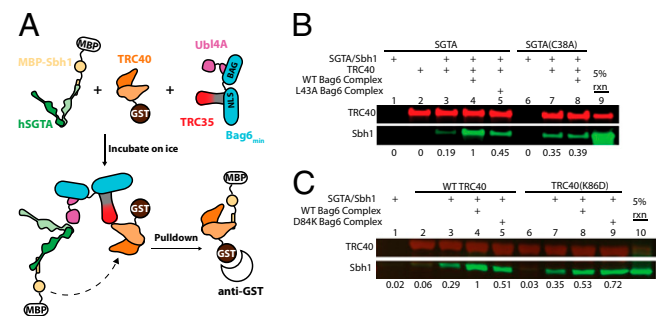 A
MBP
MBP-Sbh1
hSGTA
+
TRC40
GST
+
Ubl4A
BAG
NLS
TRC35
Bag6min
Incubate on ice
GST
MBP
Pulldown
MBP
GST
anti-GST
B
SGTA SGTA(C38A)
SGTA/Sbh1 + + + + + + +
TRC40 + + + + + +
WT Bag6 Complex + +
L43A Bag6 Complex +
5% rxn
1 2 3 4 5 6 7 8 9
TRC40
Sbh1
0 0 0.19 1 0.45 0 0.35 0.39
C
WT TRC40 TRC40(K86D)
SGTA/Sbh1 + + + + + + +
WT Bag6 Complex + +
D84K Bag6 Complex + +
5% rxn
1 2 3 4 5 6 7 8 9 10
TRC40
Sbh1
0.02 0.06 0.29 1 0.51 0.03 0.35 0.53 0.72